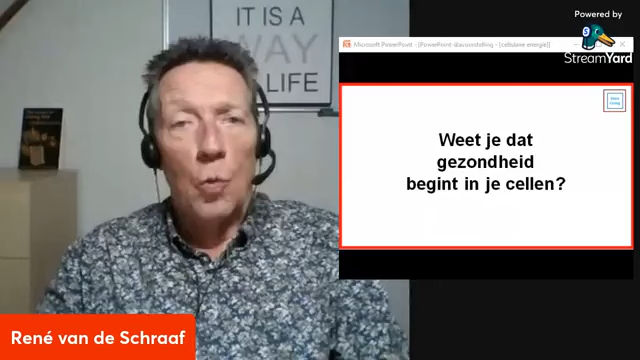 IT IS A
WAY
LIFE
Powered by
StreamYard
Microsoft PowerPoint - [PowerPoint-diavoorstelling - [cellulaire energie]]
Weet je dat
gezondheid
begint in je cellen?
René van de Schraaf